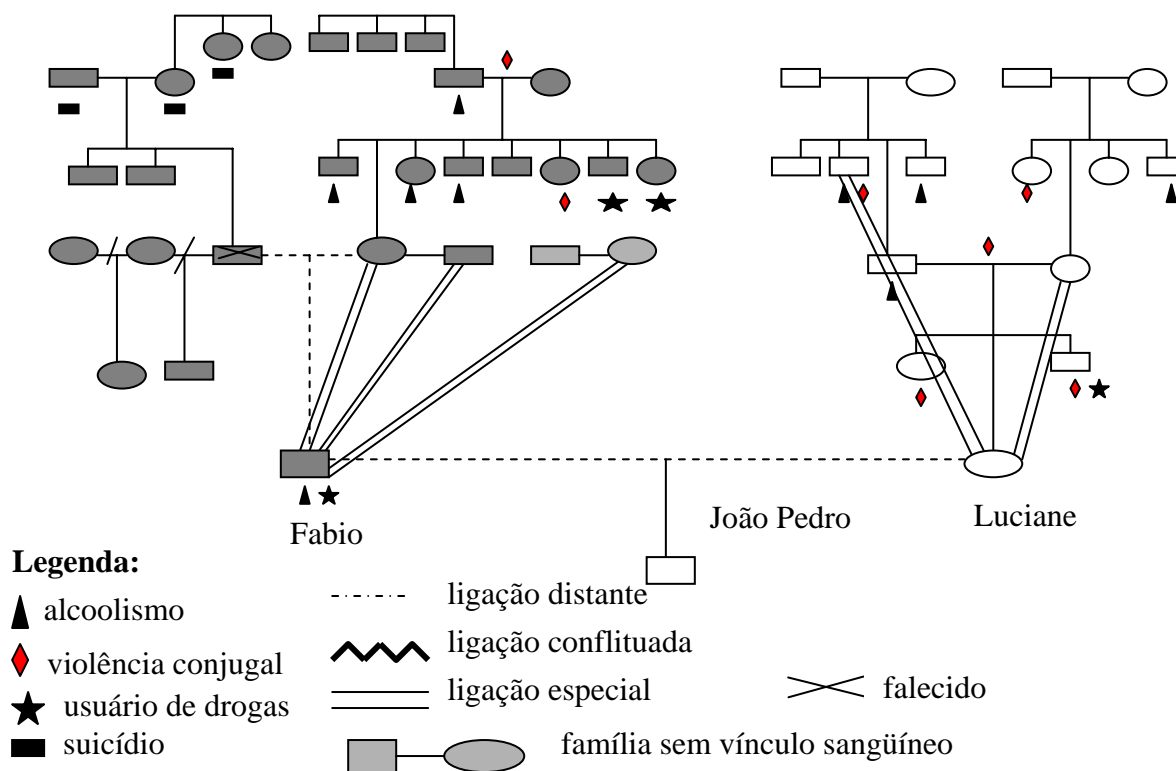 João Pedro
Luciane
Fabio
Legenda:
alcoolismo
violência conjugal
usuário de drogas
suicídio
ligação distante
ligação conflituada
ligação especial
falecido
família sem vínculo sangüíneo